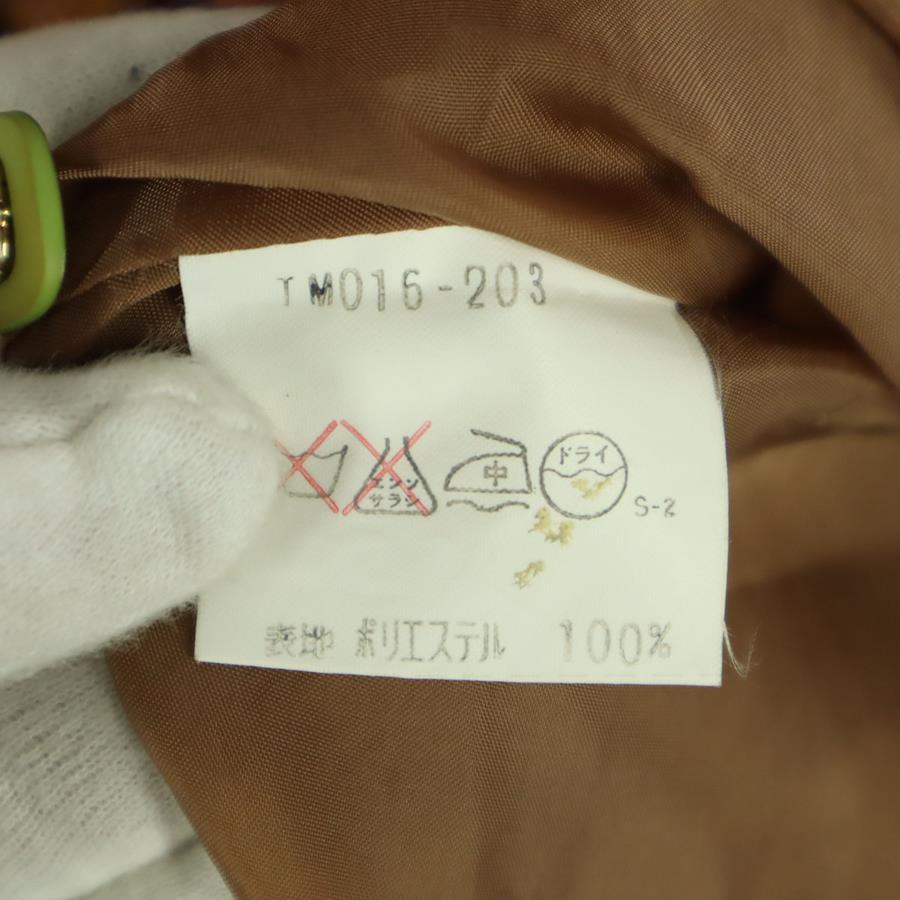 TM016-203
エンソ
サラシ
中
ドライ
S-2
表地 ポリエステル 100%